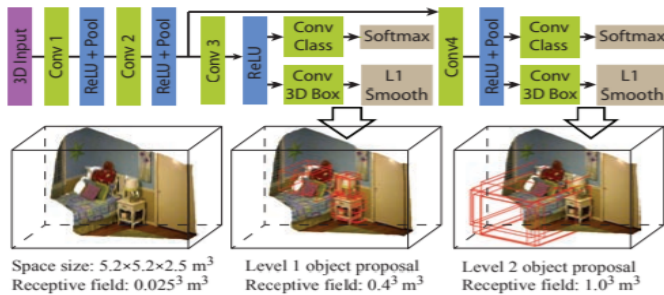 3D Input
Conv 1
ReLU + Pool
Conv 2
ReLU + Pool
Conv 3
ReLU
Conv
Class
Softmax
Conv
3D Box
L1
Smooth
Conv4
ReLU + Pool
Conv
Class
Softmax
Conv
3D Box
L1
Smooth
Space size: 5.2×5.2×2.5 m³
Receptive field: 0.025³ m³
Level 1 object proposal
Receptive field: 0.4³ m³
Level 2 object proposal
Receptive field: 1.0³ m³